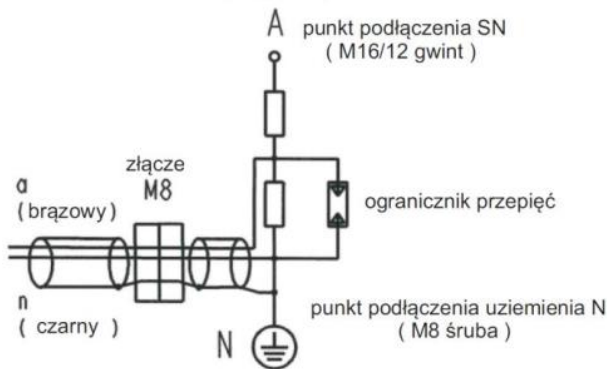 A
punkt podłączenia SN
( M16/12 gwint )
złącze
M8
a
( brązowy )
ogranicznik przepięć
n
( czarny )
N
punkt podłączenia uziemienia N
( M8 śruba )